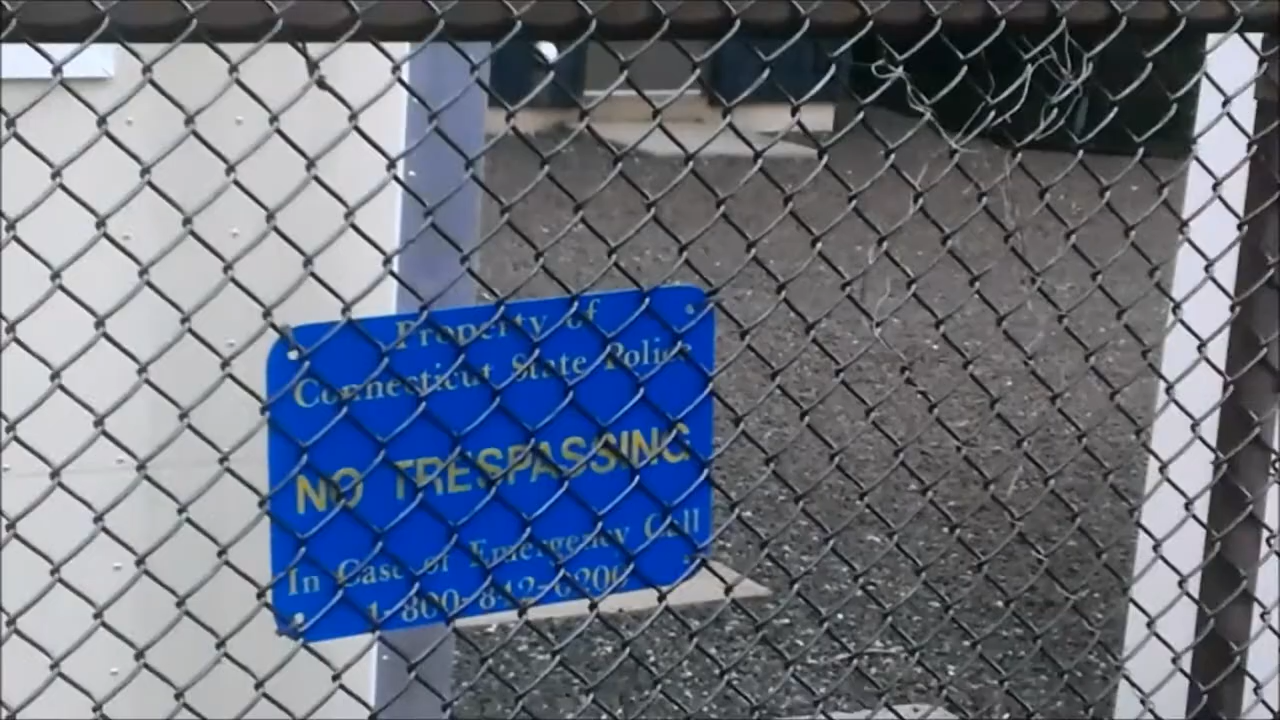 Property of
Connecticut State Police
NO TRESPASSING
In Case of Emergency Call
1-800-842-0200